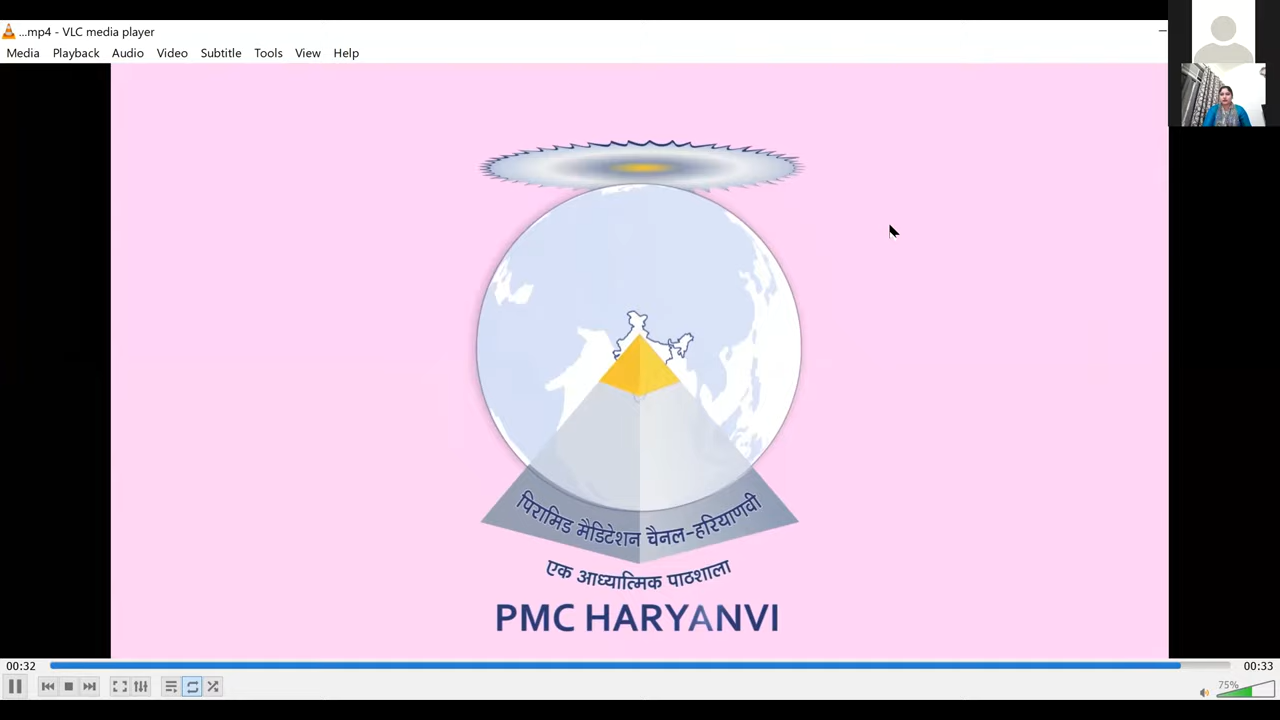 ...mp4 - VLC media player
Media Playback Audio Video Subtitle Tools View Help
पिरामिड मैडिटेशन चैनल-हरियाणवी
एक आध्यात्मिक पाठशाला
PMC HARYANVI
00:32
00:33
75%